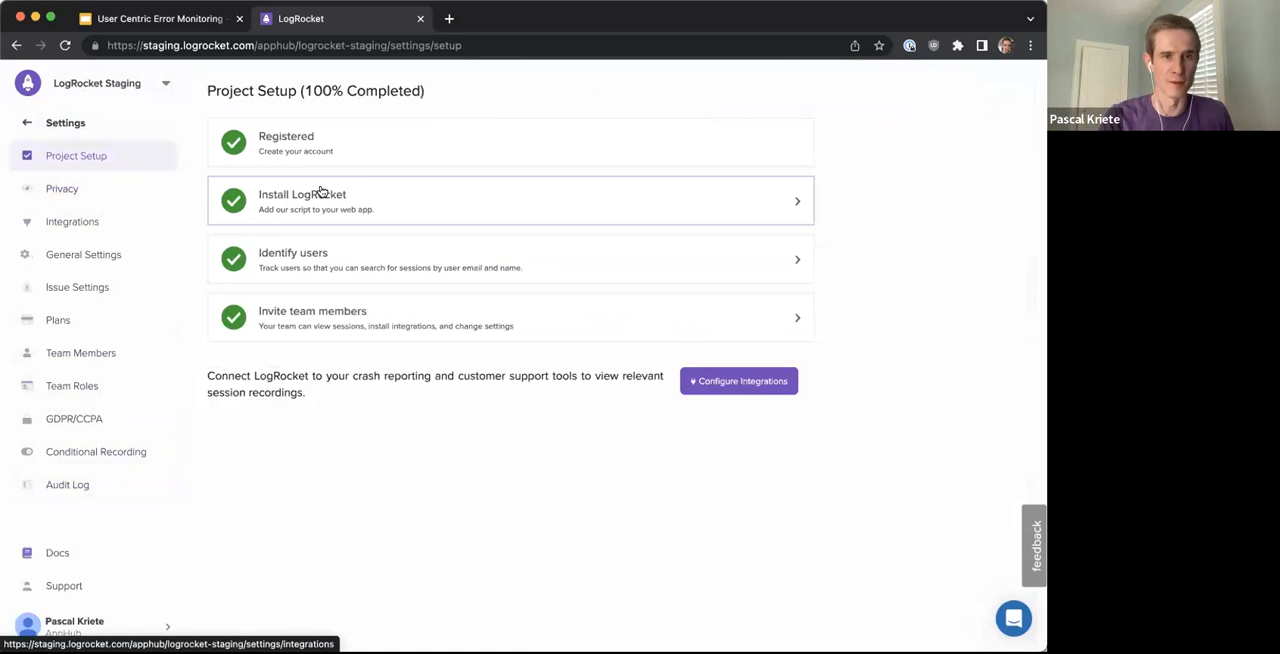 User Centric Error Monitoring
LogRocket
https://staging.logrocket.com/apphub/logrocket-staging/settings/setup
Pascal Kriete
LogRocket Staging
Settings
Project Setup
Privacy
Integrations
General Settings
Issue Settings
Plans
Team Members
Team Roles
GDPR/CCPA
Conditional Recording
Audit Log
Docs
Support
Pascal Kriete
AppHub
https://staging.logrocket.com/apphub/logrocket-staging/settings/integrations
Project Setup (100% Completed)
Registered
Create your account
Install LogRocket
Add our script to your web app.
Identify users
Track users so that you can search for sessions by user email and name.
Invite team members
Your team can view sessions, install integrations, and change settings
Connect LogRocket to your crash reporting and customer support tools to view relevant
session recordings.
Configure Integrations
feedback